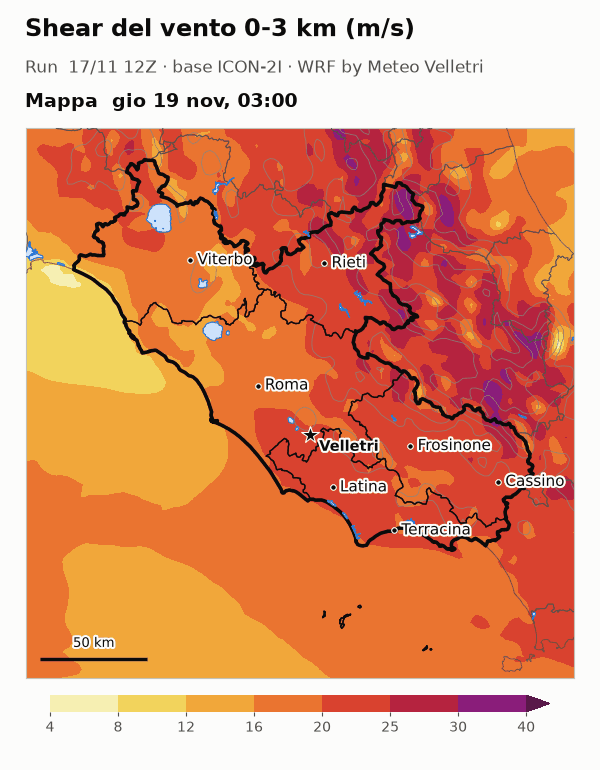 Shear del vento 0-3 km (m/s)
Run  17/11 12Z · base ICON-2I · WRF by Meteo Velletri
Mappa  gio 19 nov, 03:00
Viterbo
Rieti
Roma
Velletri
Frosinone
Latina
Cassino
Terracina
50 km
4 8 12 16 20 25 30 40